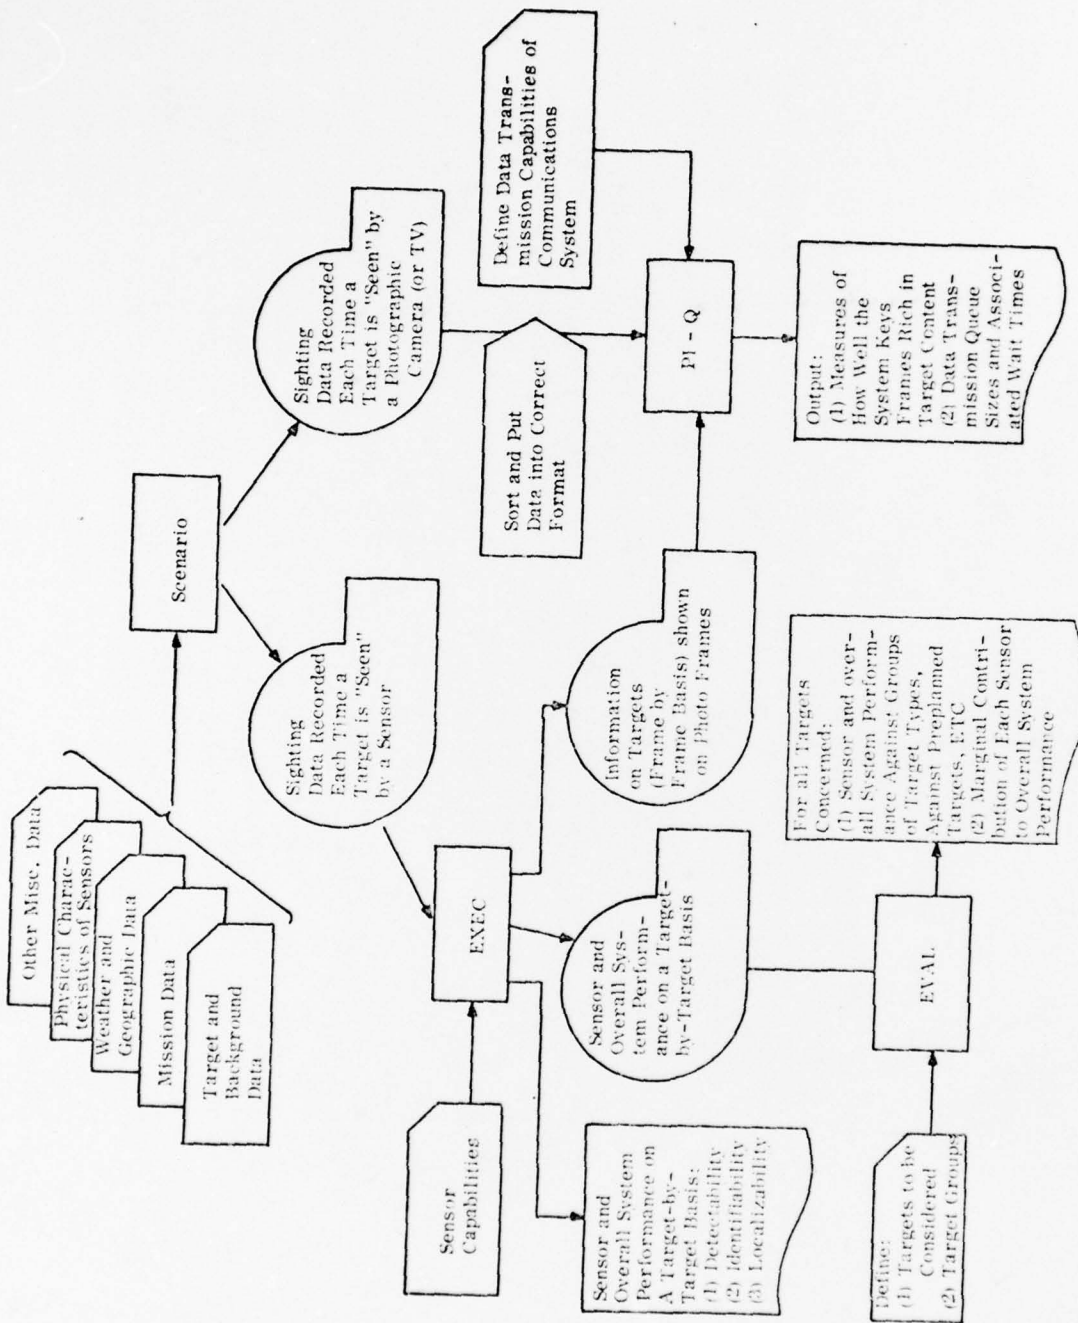 Other Misc. Data
Physical Charac-
teristics of Sensors
Weather and
Geographic Data
Mission Data
Target and
Background
Data
Scenario
Sighting
Data Recorded
Each Time a
Target is "Seen"
by a Sensor
Sighting
Data Recorded
Each Time a
Target is "Seen" by
a Photographic
Camera (or TV)
Sensor
Capabilities
EXEC
Sort and Put
Data into Correct
Format
Define Data Trans-
mission Capabilities of
Communications
System
Sensor and
Overall System
Performance on
A Target-by-
Target Basis:
(1) Detectability
(2) Identifiability
(3) Localizability
Sensor and
Overall Sys-
tem Perform-
ance on a Target-
by-Target Basis
Information
on Targets
(Frame by
Frame Basis) shown
on Photo Frames
PI - Q
Define:
(1) Targets to be
Considered
(2) Target Groups
EVAL
For all Targets
Concerned:
(1) Sensor and over-
all System Perform-
ance Against Groups
of Target Types,
Against Preplanned
Targets, ETC
(2) Marginal Contri-
bution of Each Sensor
to Overall System
Performance
Output:
(1) Measures of
How Well the
System Keys
Frames Rich in
Target Content
(2) Data Trans-
mission Queue
Sizes and Associ-
ated Wait Times